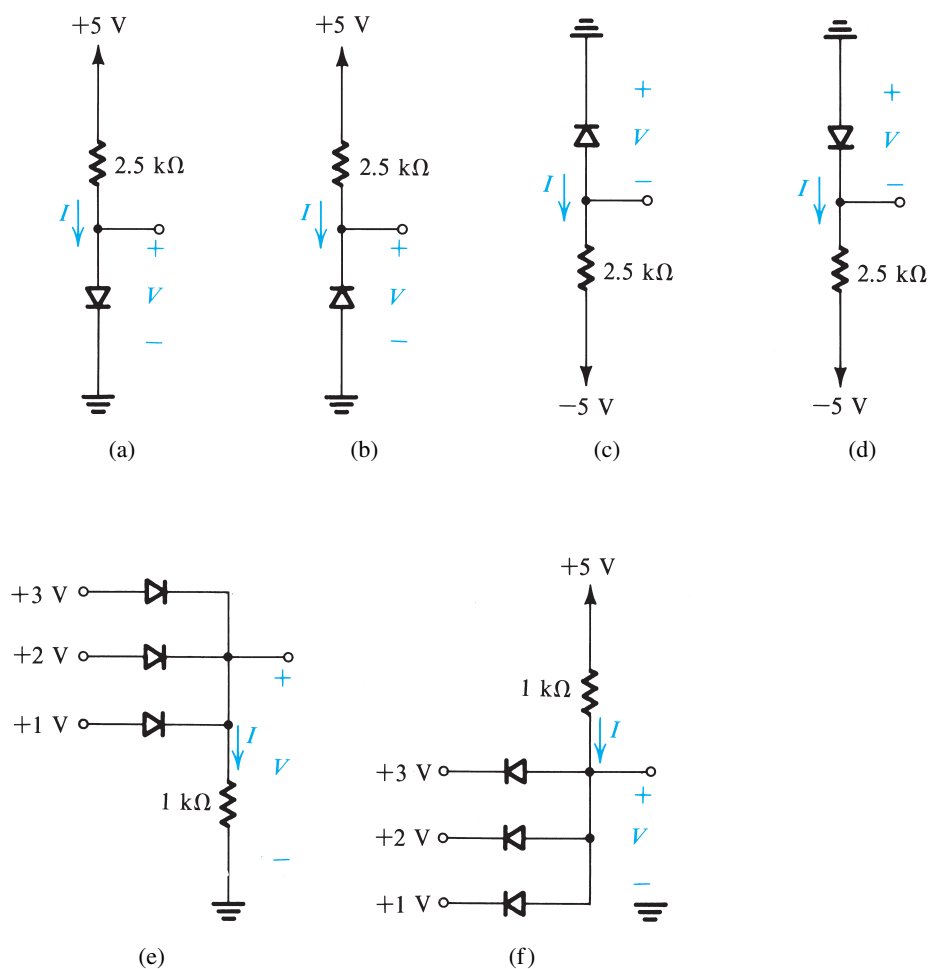 +5 V
2.5 kΩ
I
+
V
−
(a)
+5 V
2.5 kΩ
I
+
V
−
(b)
+
V
−
I
2.5 kΩ
−5 V
(c)
+
V
−
I
2.5 kΩ
−5 V
(d)
+3 V
+2 V
+
+1 V
I
V
1 kΩ
−
(e)
+5 V
1 kΩ
I
+3 V
+
+2 V
V
−
+1 V
(f)